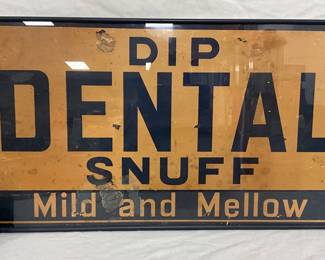 DIP
DENTAL
SNUFF
Mild and Mellow